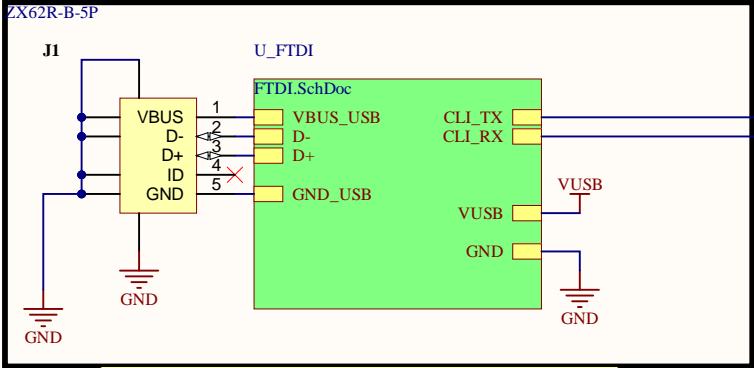 ZX62R-B-5P
J1
U_FTDI
FTDI.SchDoc
VBUS 1 VBUS_USB CLI_TX
D- 2 D- CLI_RX
D+ 3 D+
ID 4
GND 5 GND_USB
VUSB
VUSB
GND
GND
GND
GND